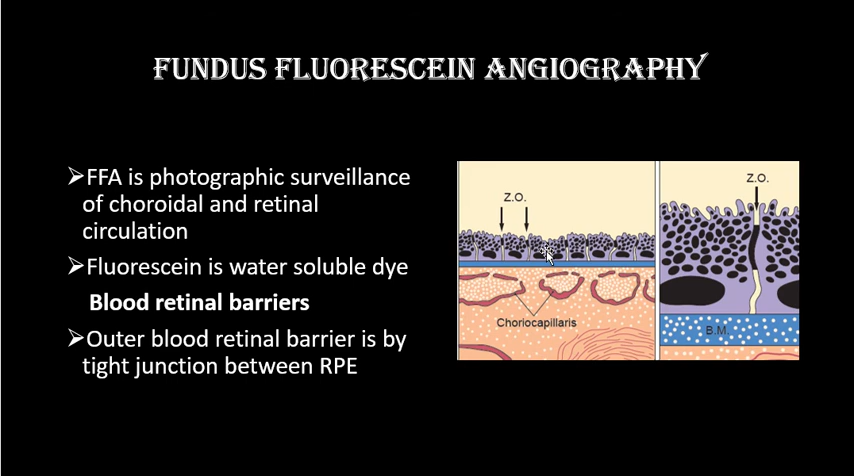 FUNDUS FLUORESCEIN ANGIOGRAPHY
➢FFA is photographic surveillance
of choroidal and retinal
circulation
➢Fluorescein is water soluble dye
Blood retinal barriers
➢Outer blood retinal barrier is by
tight junction between RPE
Z.O.
Choriocapillaris
Z.O.
B.M.